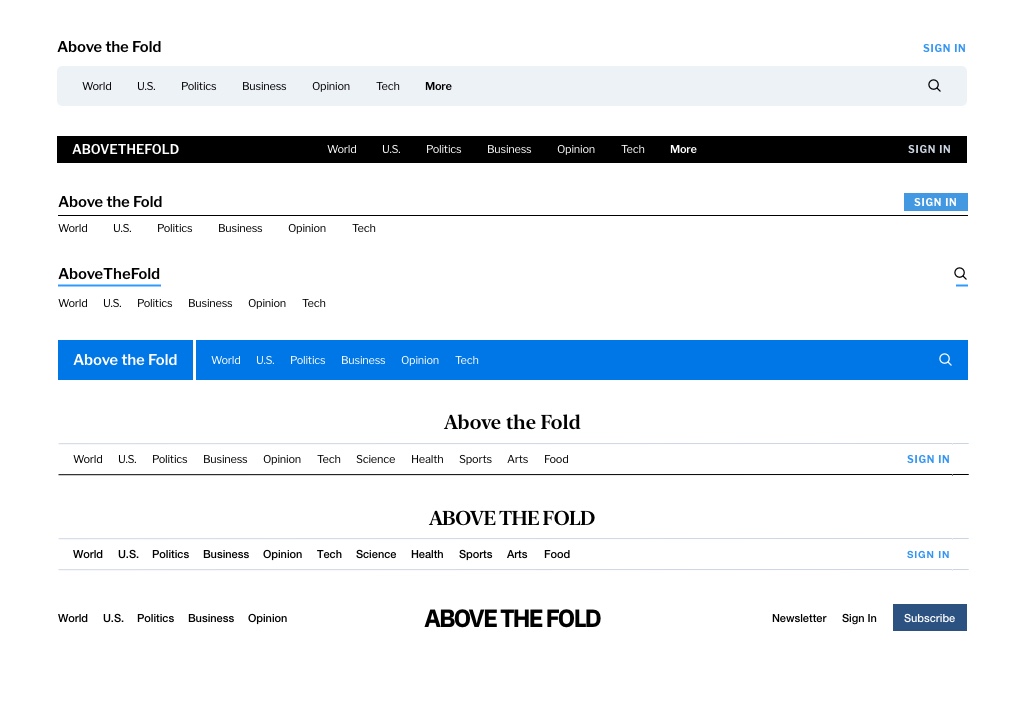 Above the Fold SIGN IN
World U.S. Politics Business Opinion Tech More
ABOVETHEFOLD World U.S. Politics Business Opinion Tech More SIGN IN
Above the Fold SIGN IN
World U.S. Politics Business Opinion Tech
AboveTheFold
World U.S. Politics Business Opinion Tech
Above the Fold World U.S. Politics Business Opinion Tech
Above the Fold
World U.S. Politics Business Opinion Tech Science Health Sports Arts Food SIGN IN
ABOVE THE FOLD
World U.S. Politics Business Opinion Tech Science Health Sports Arts Food SIGN IN
World U.S. Politics Business Opinion ABOVE THE FOLD Newsletter Sign In Subscribe